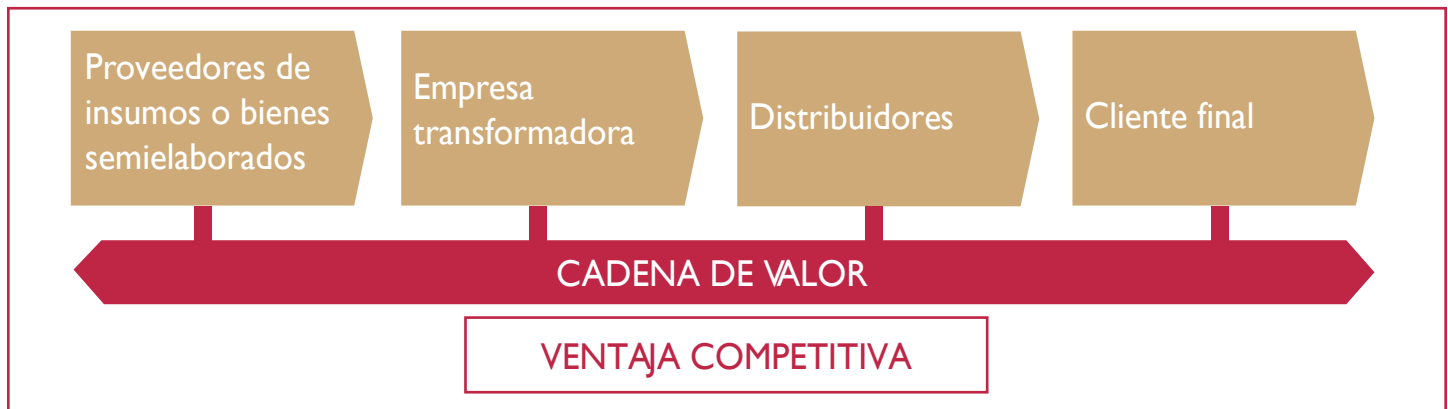 Proveedores de
insumos o bienes
semielaborados
Empresa
transformadora
Distribuidores
Cliente final
CADENA DE VALOR
VENTAJA COMPETITIVA